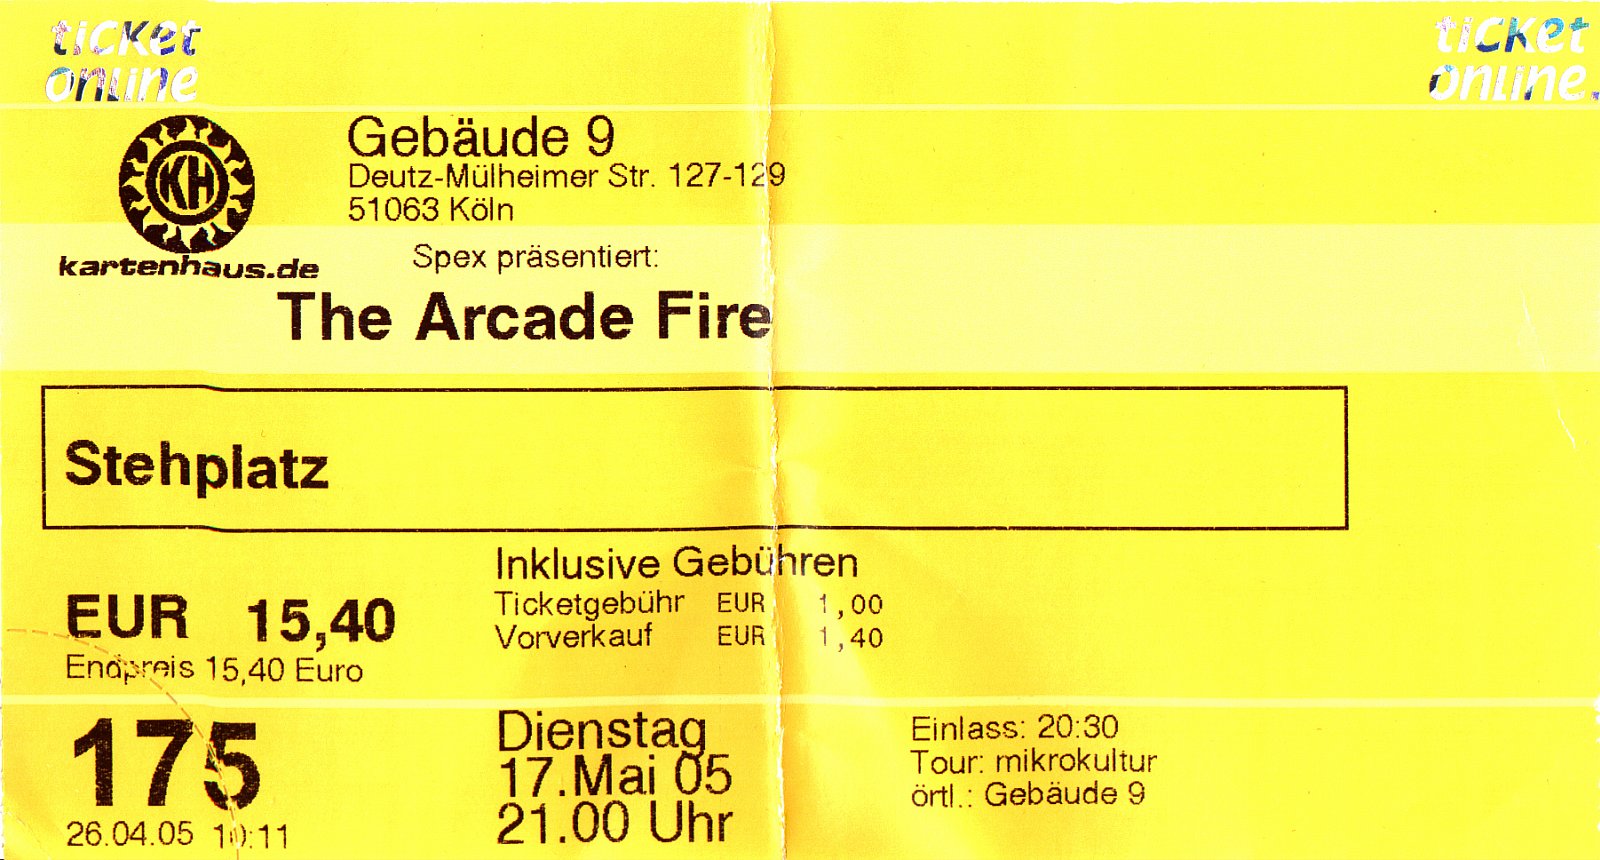 ticket
online
ticket
online.
KH
kartenhaus.de
Gebäude 9
Deutz-Mülheimer Str. 127-129
51063 Köln
Spex präsentiert:
The Arcade Fire
Stehplatz
EUR 15,40
Endpreis 15,40 Euro
Inklusive Gebühren
Ticketgebühr EUR 1,00
Vorverkauf EUR 1,40
175
26.04.05 10:11
Dienstag
17.Mai 05
21.00 Uhr
Einlass: 20:30
Tour: mikrokultur
örtl.: Gebäude 9